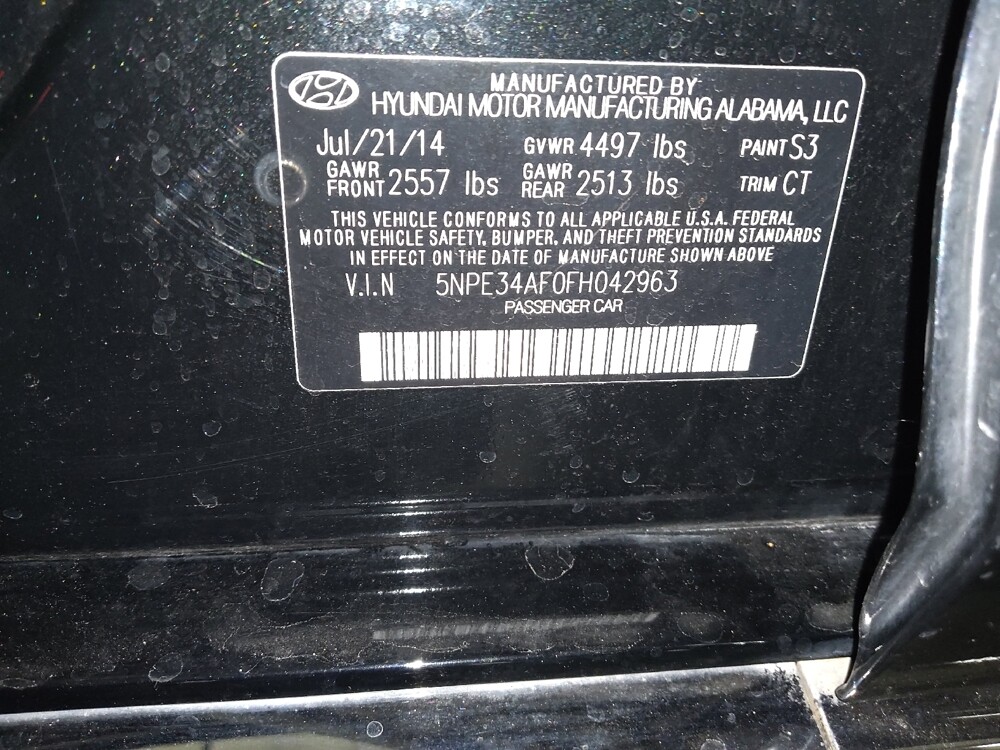 MANUFACTURED BY
HYUNDAI MOTOR MANUFACTURING ALABAMA, LLC
Jul/21/14 GVWR 4497 lbs PAINT S3
GAWR FRONT 2557 lbs GAWR REAR 2513 lbs TRIM CT
THIS VEHICLE CONFORMS TO ALL APPLICABLE U.S.A. FEDERAL
MOTOR VEHICLE SAFETY, BUMPER, AND THEFT PREVENTION STANDARDS
IN EFFECT ON THE DATE OF MANUFACTURE SHOWN ABOVE
V.I.N 5NPE34AF0FH042963
PASSENGER CAR